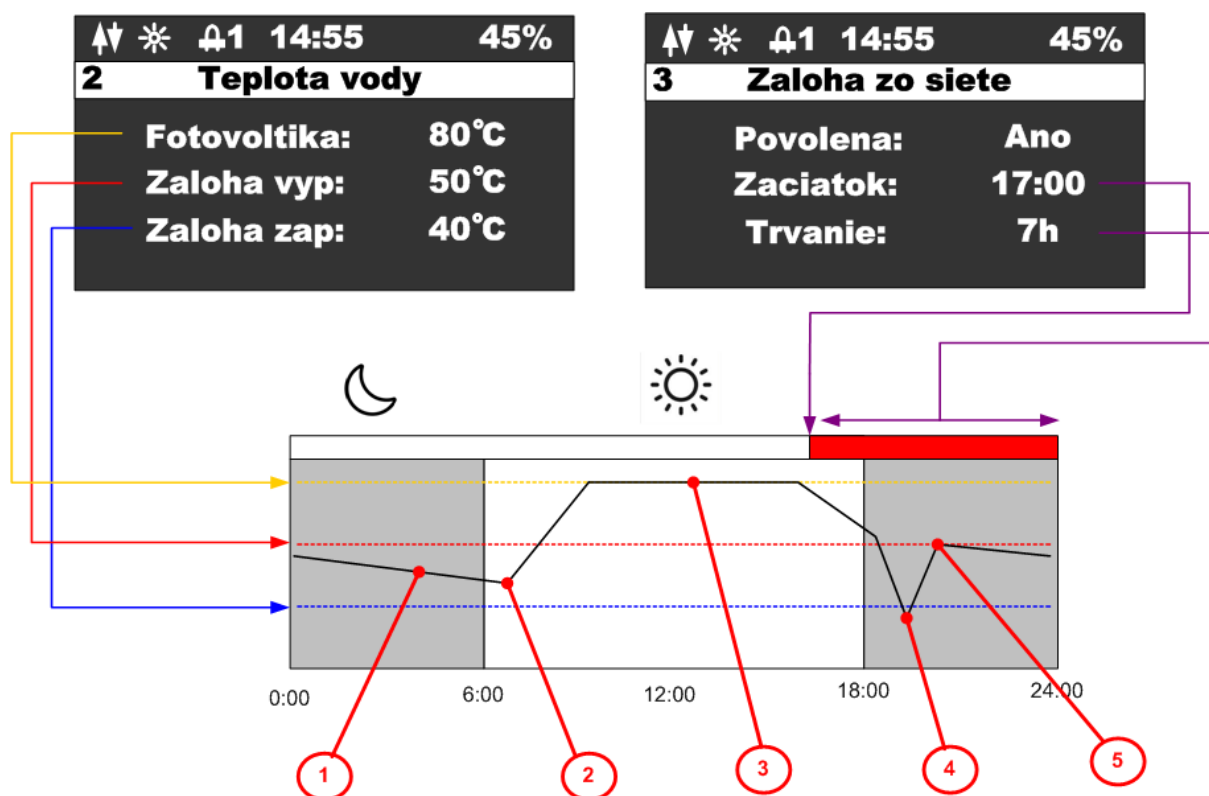 1 14:55 45%
2 Teplota vody
Fotovoltika: 80°C
Zaloha vyp: 50°C
Zaloha zap: 40°C
1 14:55 45%
3 Zaloha zo siete
Povolena: Ano
Zaciatok: 17:00
Trvanie: 7h
0:00 6:00 12:00 18:00 24:00
1 2 3 4 5